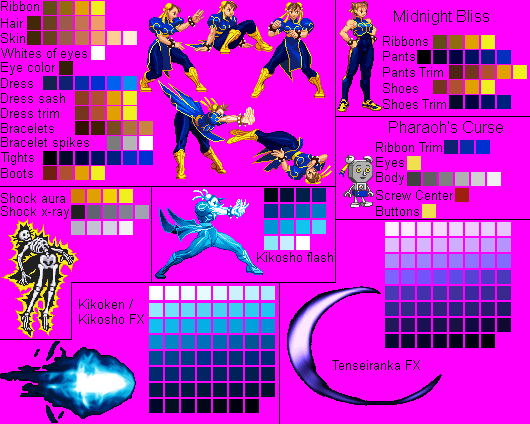 Ribbon
Hair
Skin
Whites of eyes
Eye color
Dress
Dress sash
Dress trim
Bracelets
Bracelet spikes
Tights
Boots
Midnight Bliss
Ribbons
Pants
Pants Trim
Shoes
Shoes Trim
Pharaoh's Curse
Ribbon Trim
Eyes
Body
Screw Center
Buttons
Shock aura
Shock x-ray
Kikosho flash
Kikoken /
Kikosho FX
Tenseiranka FX